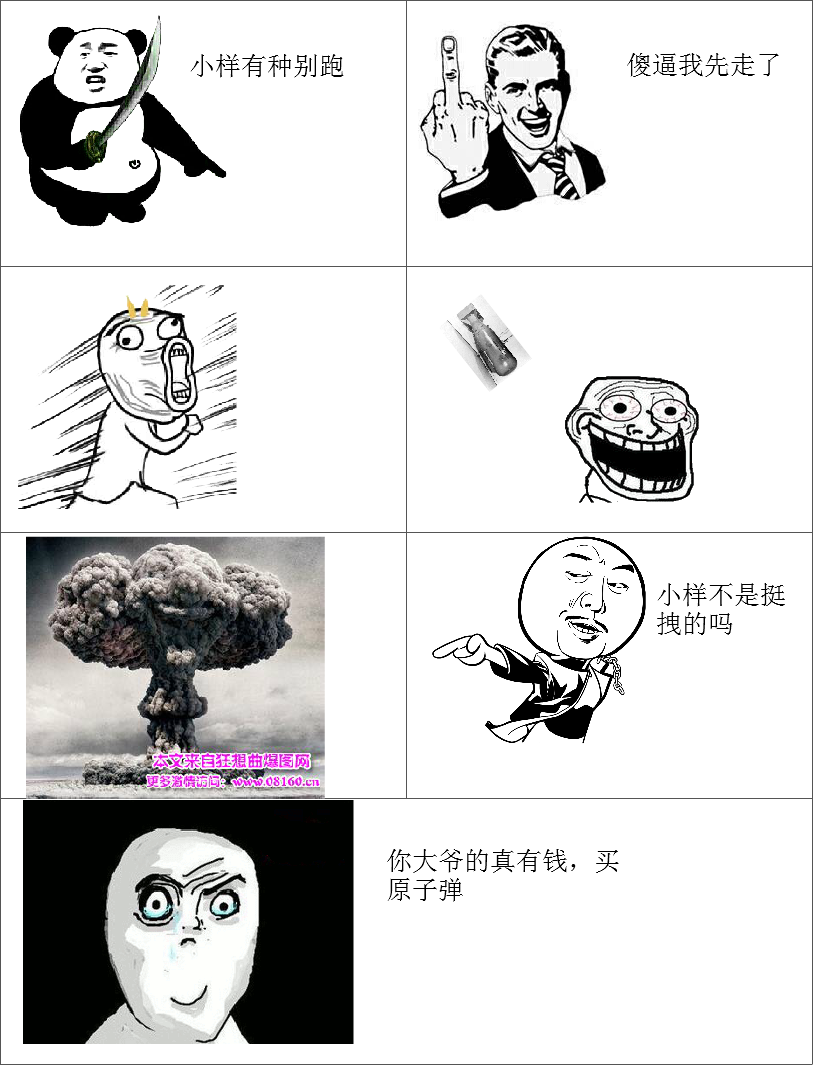 小样有种别跑
傻逼我先走了
本文来自狂想曲爆图网
更多激情访问：www.08160.cn
小样不是挺
拽的吗
你大爷的真有钱，买
原子弹